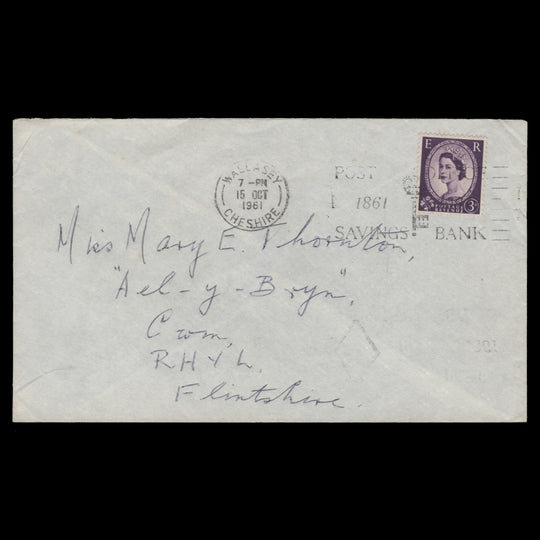 E R
3D
WALLASEY
7 - PM
15 OCT
1961
CHESHIRE
POST
1861
SAVINGS BANK
Miss Mary E. Thornton,
"Ael-y-Bryn",
Cwm,
RHYL.
Flintshire.